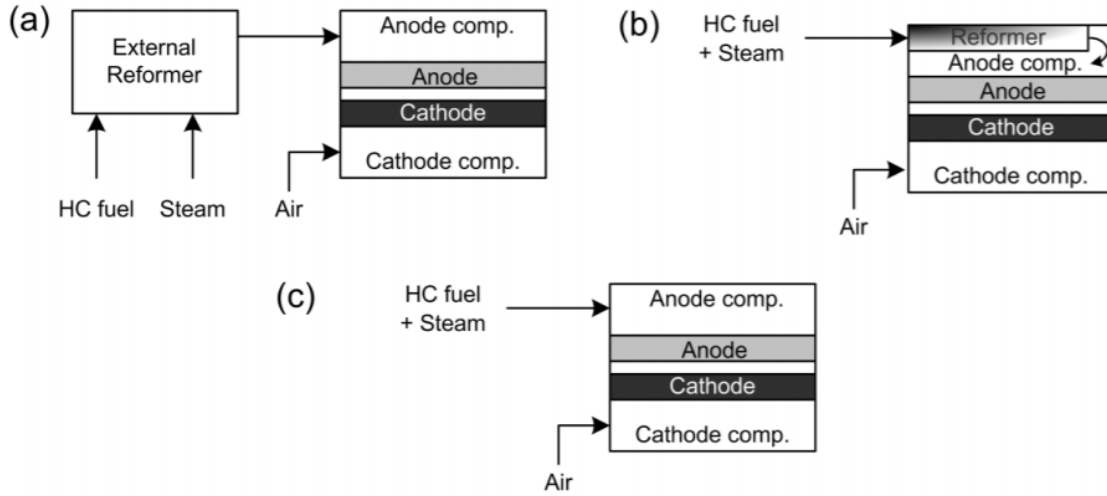 (a)
External
Reformer
HC fuel
Steam
Air
Anode comp.
Anode
Cathode
Cathode comp.
(b)
HC fuel
+ Steam
Reformer
Anode comp.
Anode
Cathode
Cathode comp.
Air
(c)
HC fuel
+ Steam
Anode comp.
Anode
Cathode
Cathode comp.
Air